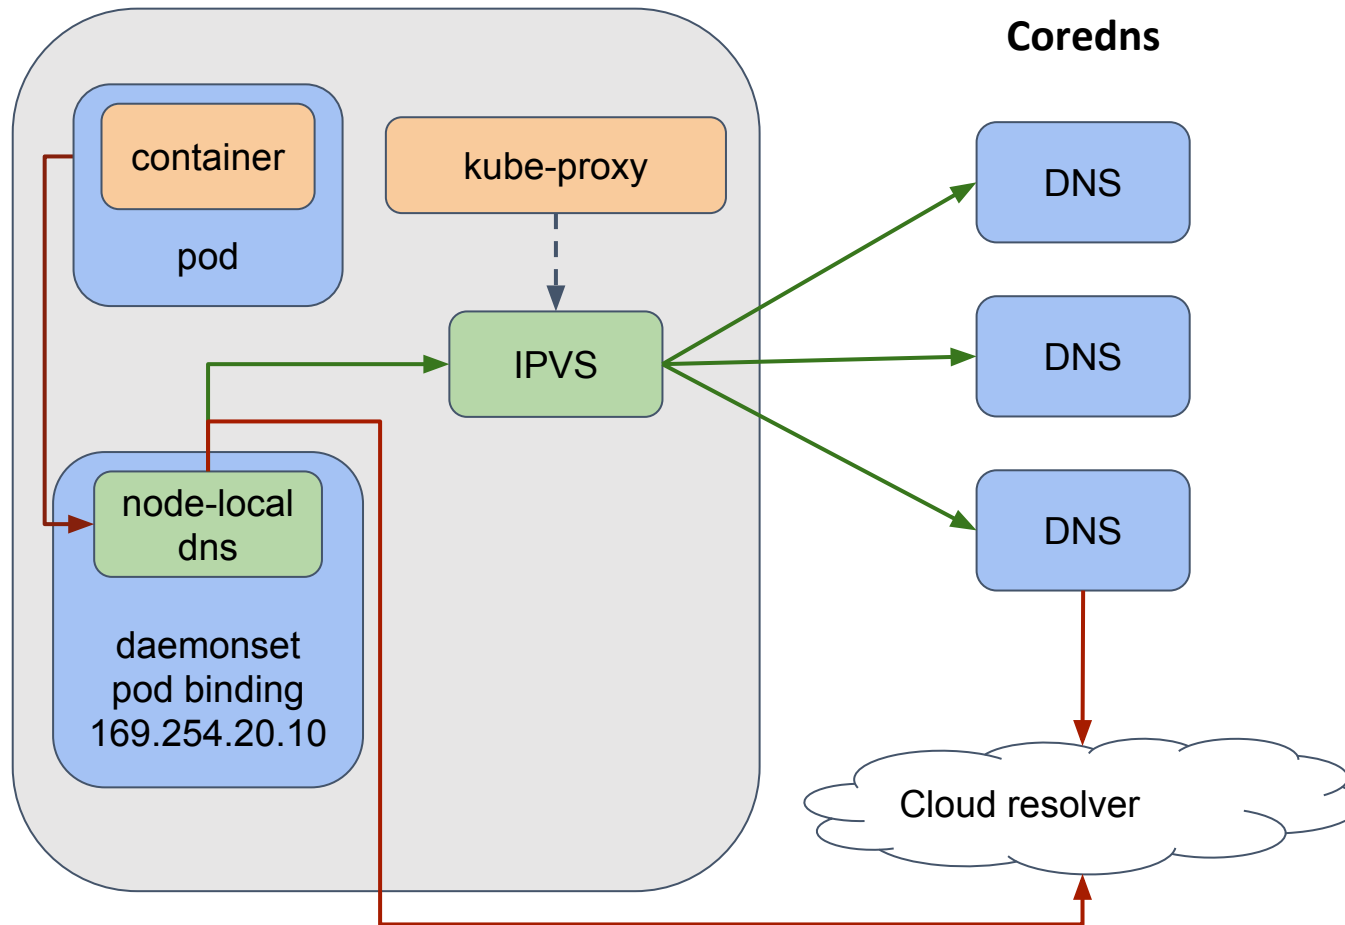 Coredns
container
pod
kube-proxy
IPVS
node-local
dns
daemonset
pod binding
169.254.20.10
DNS
DNS
DNS
Cloud resolver